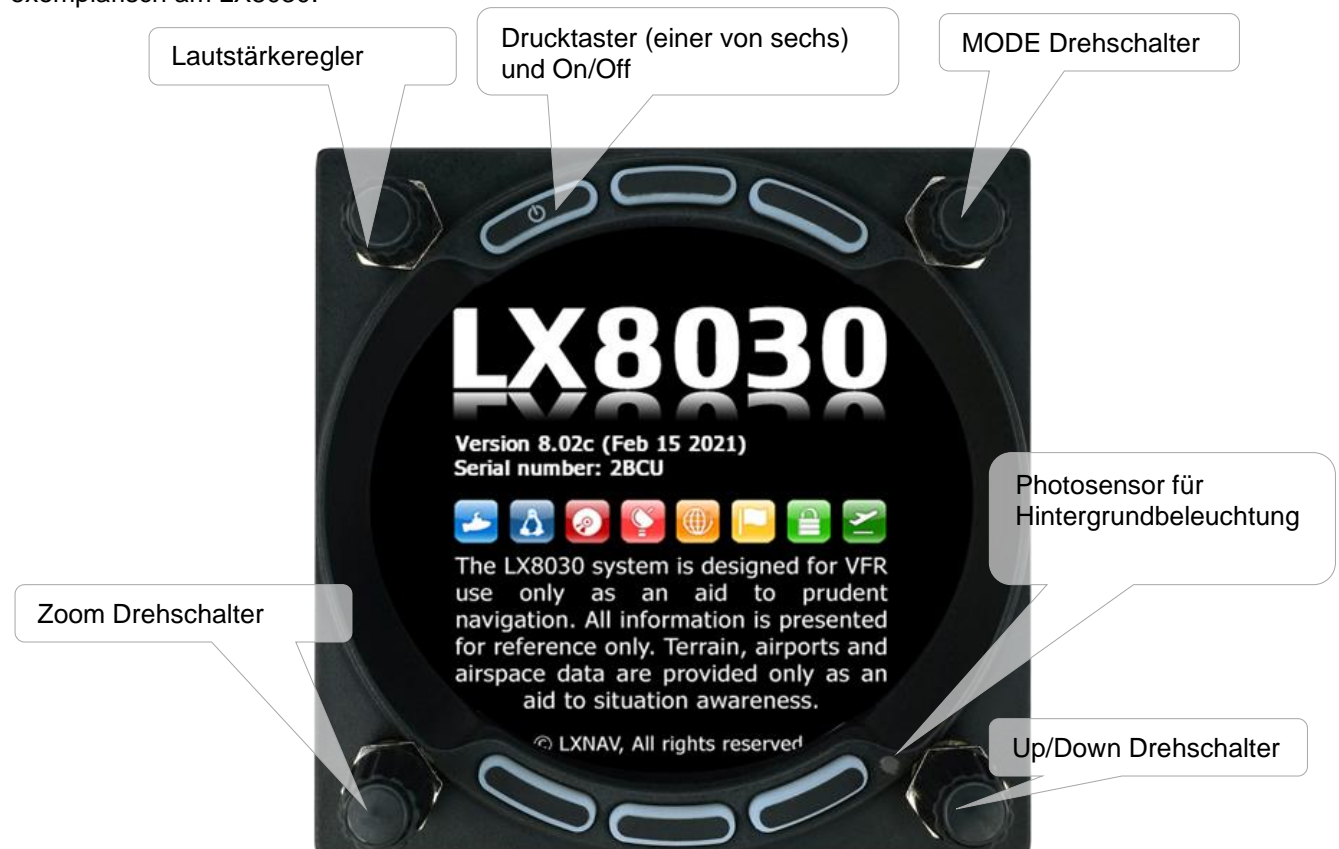 exemplarisch am LX8030.
Lautstärkeregler
Drucktaster (einer von sechs)
und On/Off
MODE Drehschalter
LX8030
Version 8.02c (Feb 15 2021)
Serial number: 2BCU
Photosensor für
Hintergrundbeleuchtung
The LX8030 system is designed for VFR
use only as an aid to prudent
navigation. All information is presented
for reference only. Terrain, airports and
airspace data are provided only as an
aid to situation awareness.
Zoom Drehschalter
© LXNAV, All rights reserved
Up/Down Drehschalter